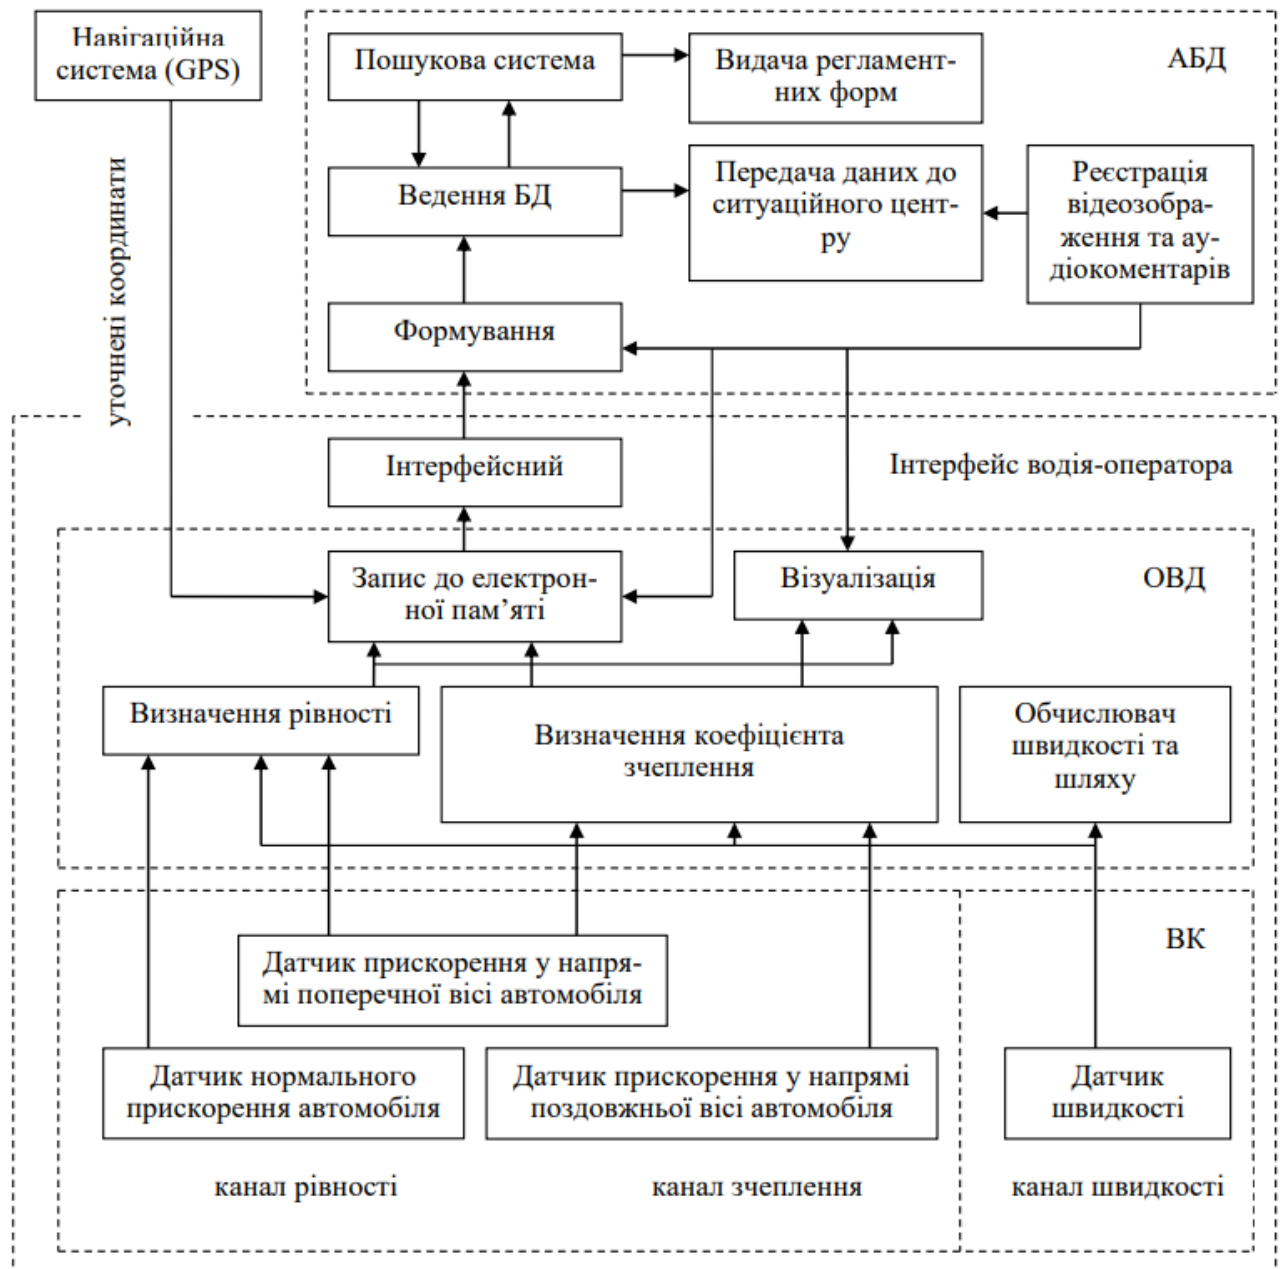 Навігаційна
система (GPS)
АБД
Пошукова система
Видача регламент-
них форм
уточнені координати
Ведення БД
Передача даних до
ситуаційного цент-
ру
Реєстрація
відеозобра-
ження та ау-
діокоментарів
Формування
Інтерфейсний
Інтерфейс водія-оператора
Запис до електрон-
ної пам’яті
Візуалізація
ОВД
Визначення рівності
Визначення коефіцієнта
зчеплення
Обчислювач
швидкості та
шляху
ВК
Датчик прискорення у напря-
мі поперечної вісі автомобіля
Датчик нормального
прискорення автомобіля
Датчик прискорення у напрямі
поздовжньої вісі автомобіля
Датчик
швидкості
канал рівності
канал зчеплення
канал швидкості